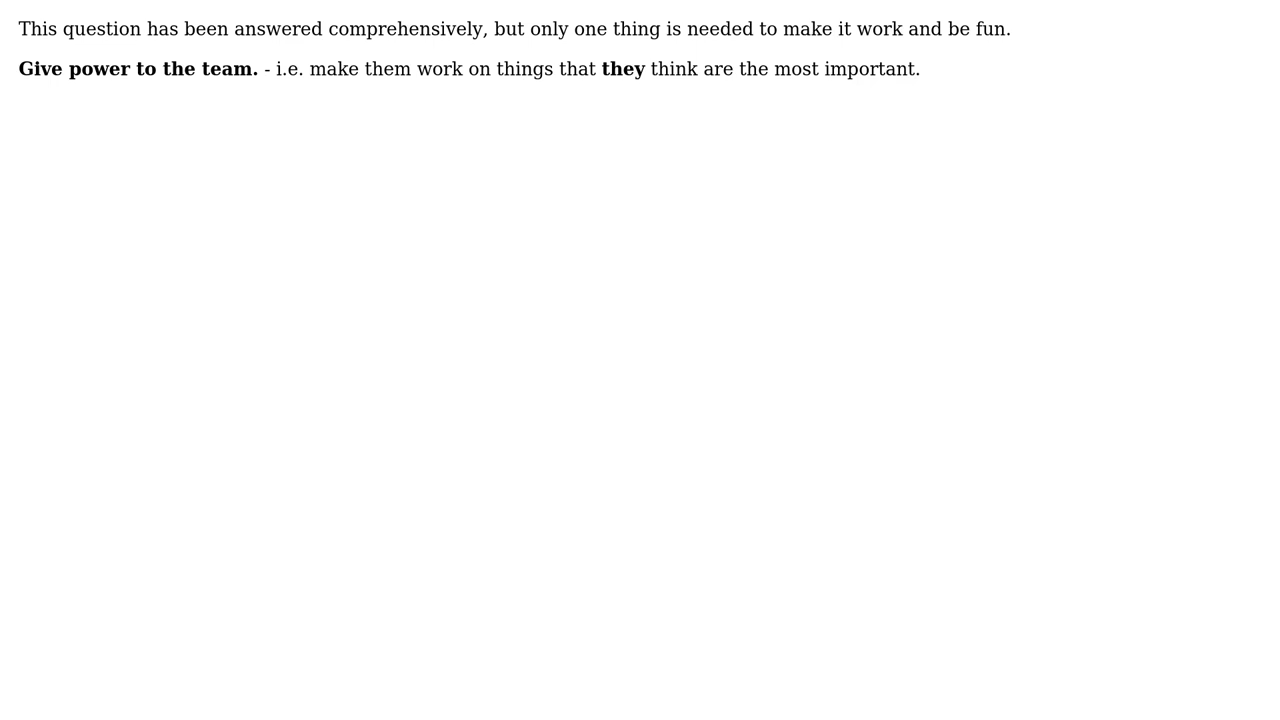 This question has been answered comprehensively, but only one thing is needed to make it work and be fun.
Give power to the team. - i.e. make them work on things that they think are the most important.